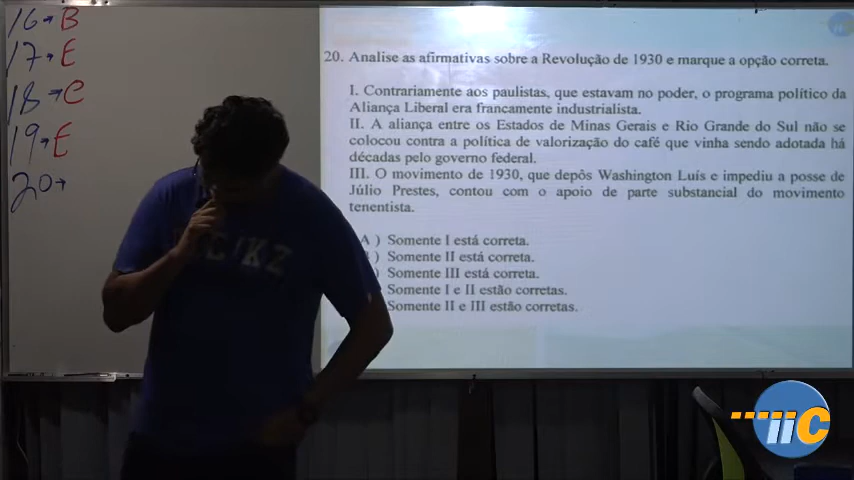 16→B
17→E
18→C
19→E
20→
20. Analise as afirmativas sobre a Revolução de 1930 e marque a opção correta.
I. Contrariamente aos paulistas, que estavam no poder, o programa político da
Aliança Liberal era francamente industrialista.
II. A aliança entre os Estados de Minas Gerais e Rio Grande do Sul não se
colocou contra a política de valorização do café que vinha sendo adotada há
décadas pelo governo federal.
III. O movimento de 1930, que depôs Washington Luís e impediu a posse de
Júlio Prestes, contou com o apoio de parte substancial do movimento
tenentista.
A ) Somente I está correta.
) Somente II está correta.
) Somente III está correta.
Somente I e II estão corretas.
Somente II e III estão corretas.